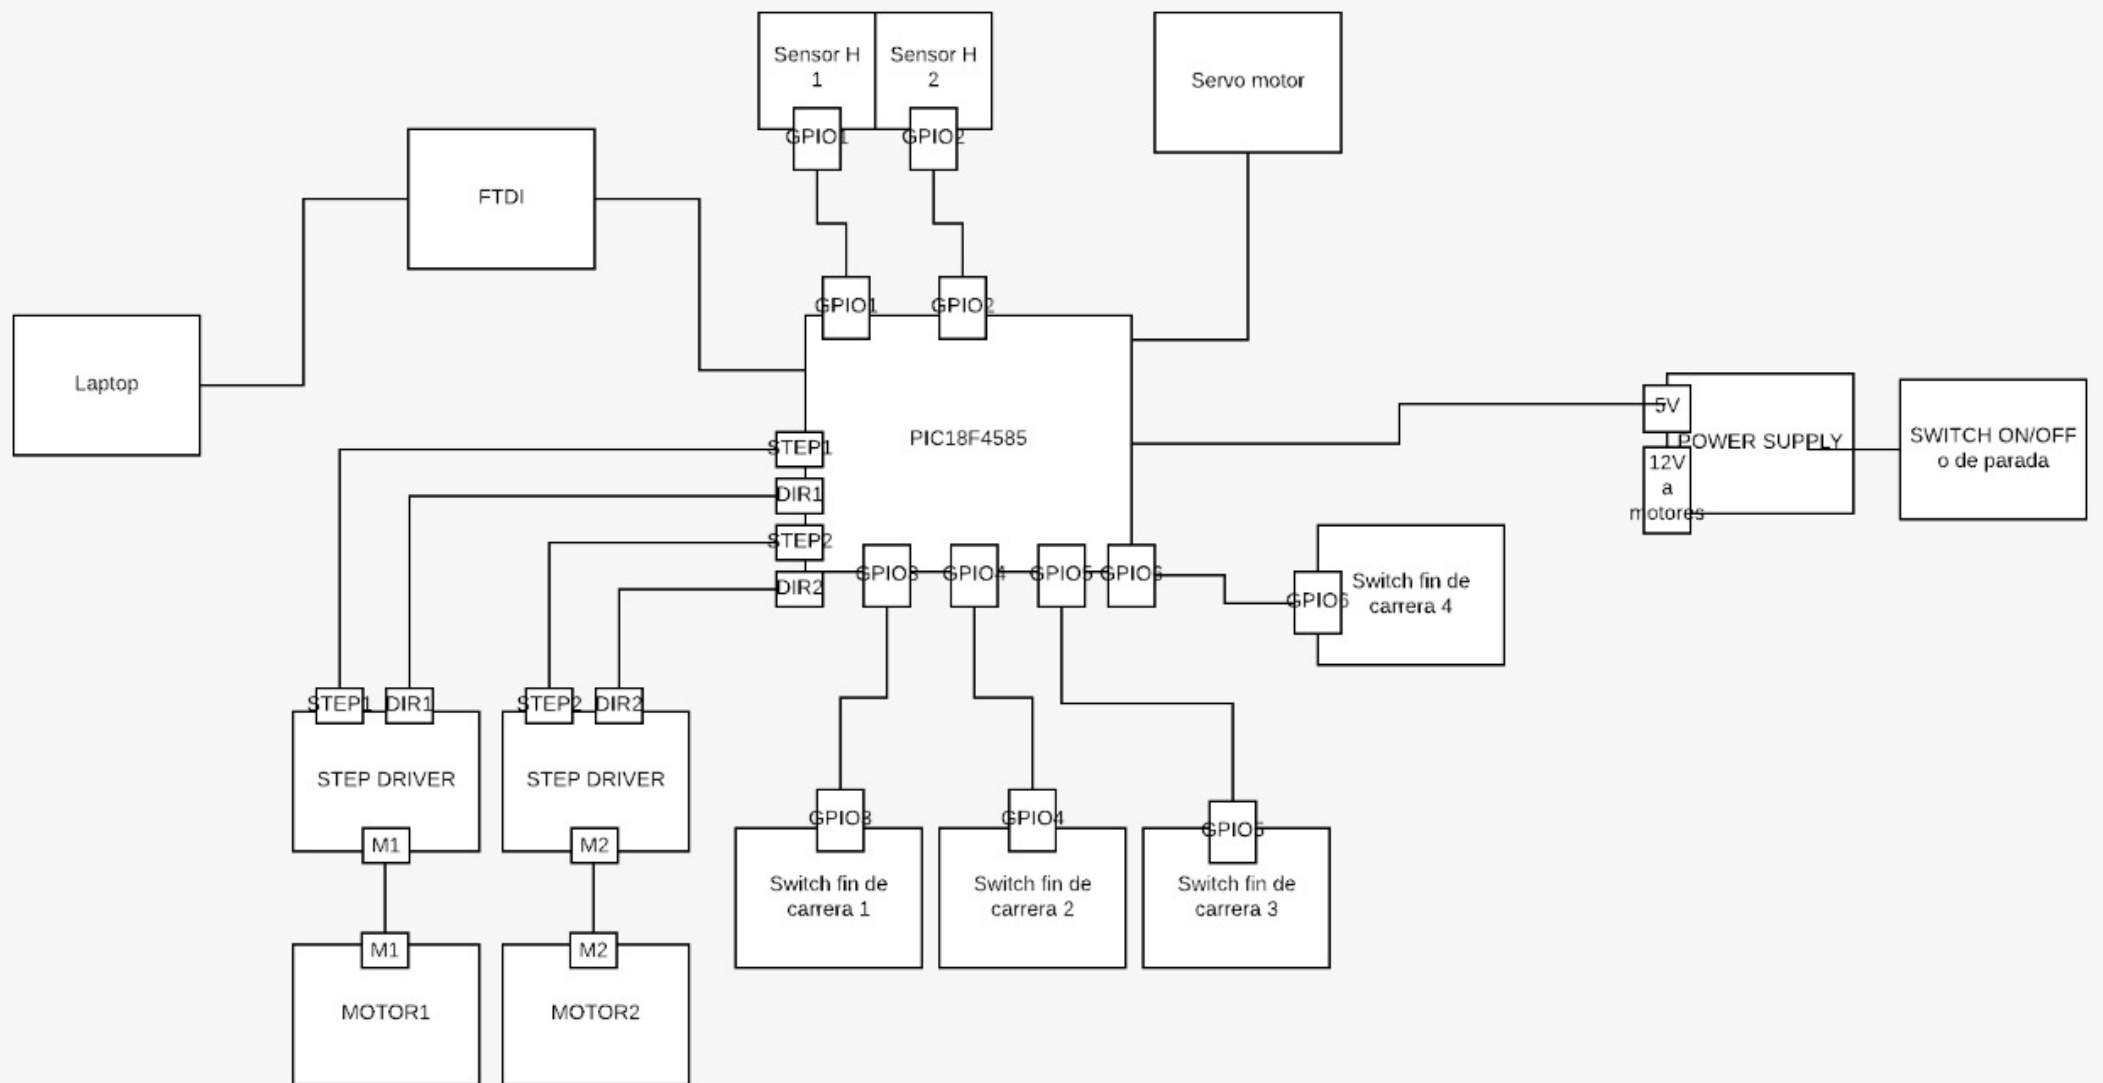 Sensor H
1
Sensor H
2
Servo motor
GPIO1
GPIO2
FTDI
GPIO1
GPIO2
Laptop
PIC18F4585
5V
POWER SUPPLY
12V
a
motores
SWITCH ON/OFF
o de parada
STEP1
DIR1
STEP2
DIR2
GPIO3
GPIO4
GPIO5
GPIO6
GPIO6
Switch fin de
carrera 4
STEP1
DIR1
STEP2
DIR2
STEP DRIVER
STEP DRIVER
M1
M2
GPIO3
GPIO4
GPIO5
Switch fin de
carrera 1
Switch fin de
carrera 2
Switch fin de
carrera 3
M1
M2
MOTOR1
MOTOR2